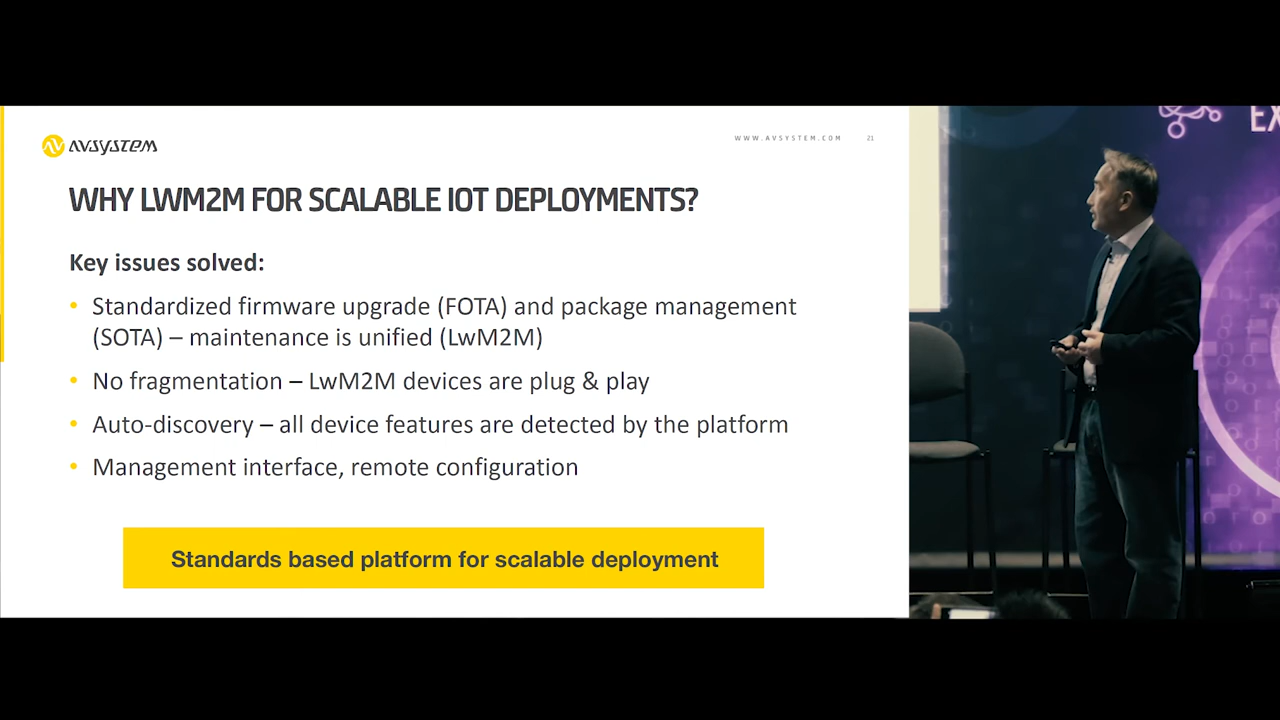 AVSYSTEM
WWW.AVSYSTEM.COM 21
WHY LWM2M FOR SCALABLE IOT DEPLOYMENTS?
Key issues solved:
• Standardized firmware upgrade (FOTA) and package management
(SOTA) – maintenance is unified (LwM2M)
• No fragmentation – LwM2M devices are plug & play
• Auto-discovery – all device features are detected by the platform
• Management interface, remote configuration
Standards based platform for scalable deployment
EX